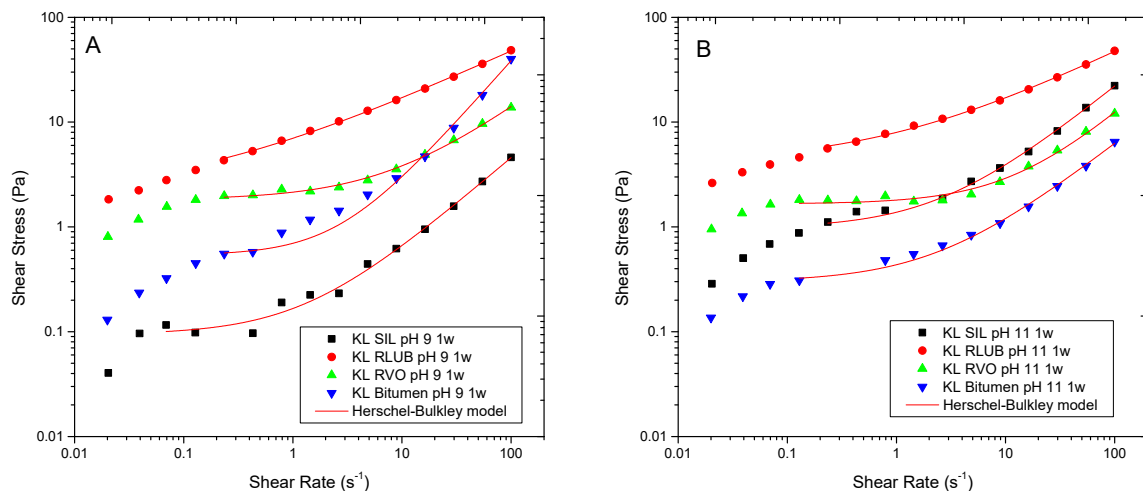 A
100
10
1
0.1
0.01
Shear Stress (Pa)
KL SIL pH 9 1w
KL RLUB pH 9 1w
KL RVO pH 9 1w
KL Bitumen pH 9 1w
Herschel-Bulkley model
0.01 0.1 1 10 100
Shear Rate (s⁻¹)
B
100
10
1
0.1
0.01
Shear Stress (Pa)
KL SIL pH 11 1w
KL RLUB pH 11 1w
KL RVO pH 11 1w
KL Bitumen pH 11 1w
Herschel-Bulkley model
0.01 0.1 1 10 100
Shear Rate (s⁻¹)